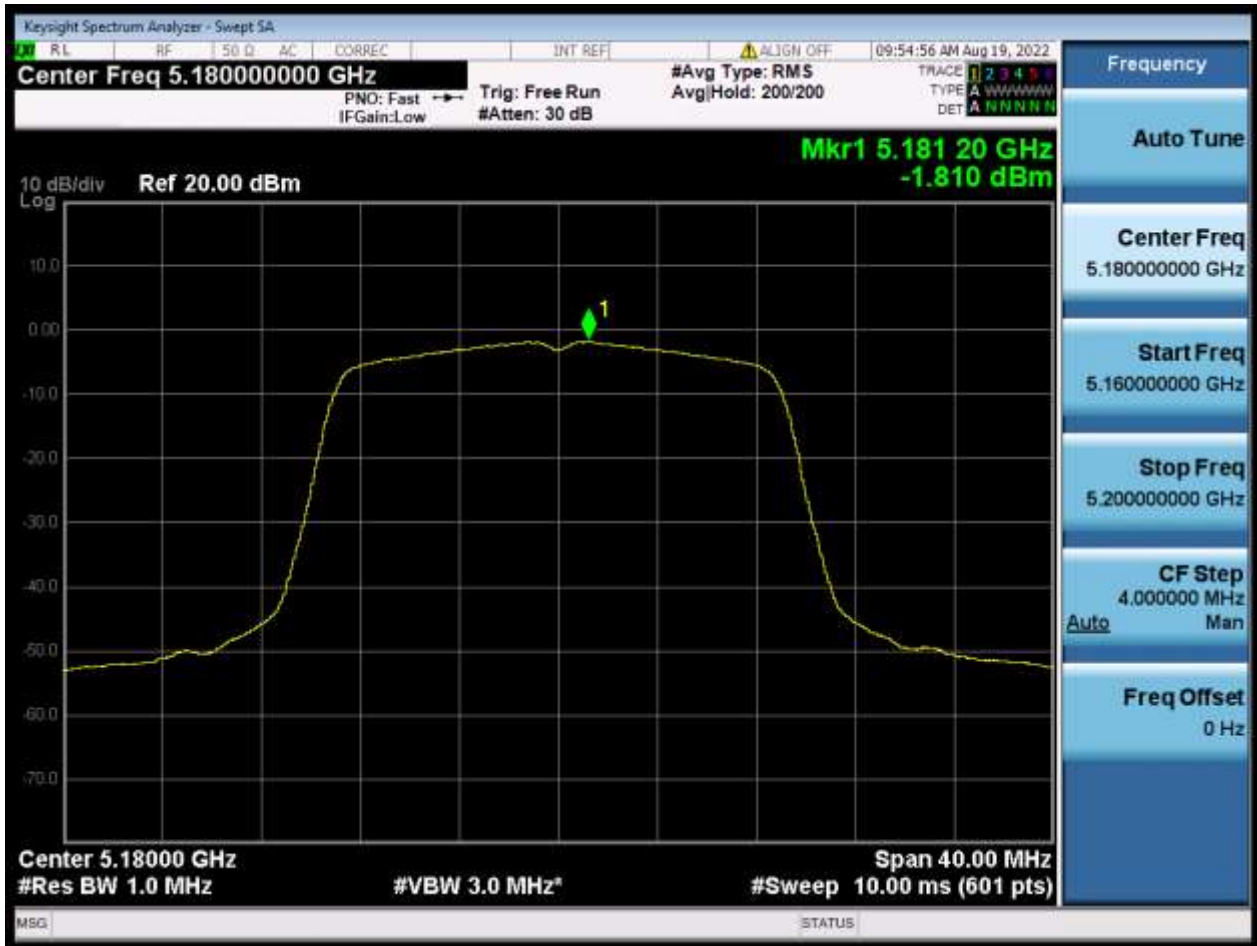 Keysight Spectrum Analyzer - Swept SA
RL RF 50 Ω AC CORREC INT REF ALIGN OFF 09:54:56 AM Aug 19, 2022
Center Freq 5.180000000 GHz
PNO: Fast
IFGain:Low
Trig: Free Run
#Atten: 30 dB
#Avg Type: RMS
Avg|Hold: 200/200
TRACE 1 2 3 4 5 6
TYPE A WWWWW
DET A N N N N N
Mkr1 5.181 20 GHz
-1.810 dBm
10 dB/div Ref 20.00 dBm
Log
10.0
0.00
-10.0
-20.0
-30.0
-40.0
-50.0
-60.0
-70.0
1
Center 5.18000 GHz Span 40.00 MHz
#Res BW 1.0 MHz #VBW 3.0 MHz* #Sweep 10.00 ms (601 pts)
MSG STATUS
Frequency
Auto Tune
Center Freq
5.180000000 GHz
Start Freq
5.160000000 GHz
Stop Freq
5.200000000 GHz
CF Step
4.000000 MHz
Auto Man
Freq Offset
0 Hz